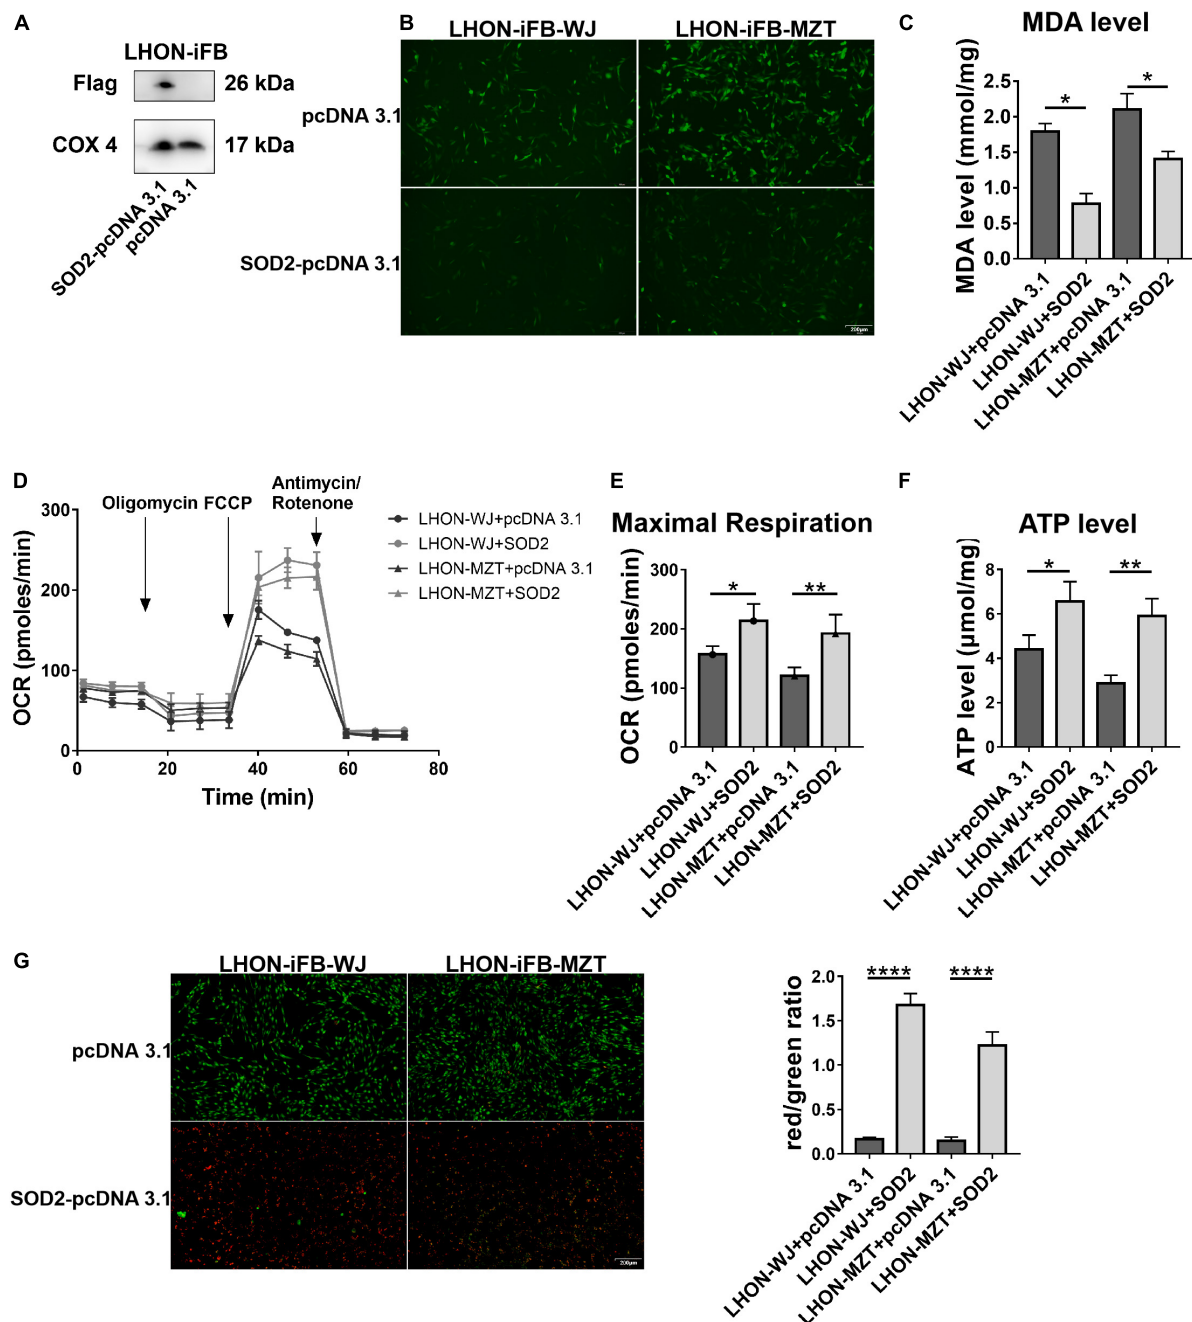 A
LHON-iFB
Flag
26 kDa
COX 4
17 kDa
SOD2-pcDNA 3.1
pcDNA 3.1
B
LHON-iFB-WJ
LHON-iFB-MZT
pcDNA 3.1
SOD2-pcDNA 3.1
200μm
C
MDA level
MDA level (mmol/mg)
2.5
2.0
1.5
1.0
0.5
0.0
*
*
LHON-WJ+pcDNA 3.1
LHON-WJ+SOD2
LHON-MZT+pcDNA 3.1
LHON-MZT+SOD2
D
Oligomycin FCCP
Antimycin/
Rotenone
OCR (pmoles/min)
300
200
100
0
0 20 40 60 80
Time (min)
LHON-WJ+pcDNA 3.1
LHON-WJ+SOD2
LHON-MZT+pcDNA 3.1
LHON-MZT+SOD2
E
Maximal Respiration
OCR (pmoles/min)
300
200
100
0
*
**
LHON-WJ+pcDNA 3.1
LHON-WJ+SOD2
LHON-MZT+pcDNA 3.1
LHON-MZT+SOD2
F
ATP level
ATP level (μmol/mg)
8
6
4
2
0
*
**
LHON-WJ+pcDNA 3.1
LHON-WJ+SOD2
LHON-MZT+pcDNA 3.1
LHON-MZT+SOD2
G
LHON-iFB-WJ
LHON-iFB-MZT
pcDNA 3.1
SOD2-pcDNA 3.1
200μm
red/green ratio
2.0
1.5
1.0
0.5
0.0
****
****
LHON-WJ+pcDNA 3.1
LHON-WJ+SOD2
LHON-MZT+pcDNA 3.1
LHON-MZT+SOD2